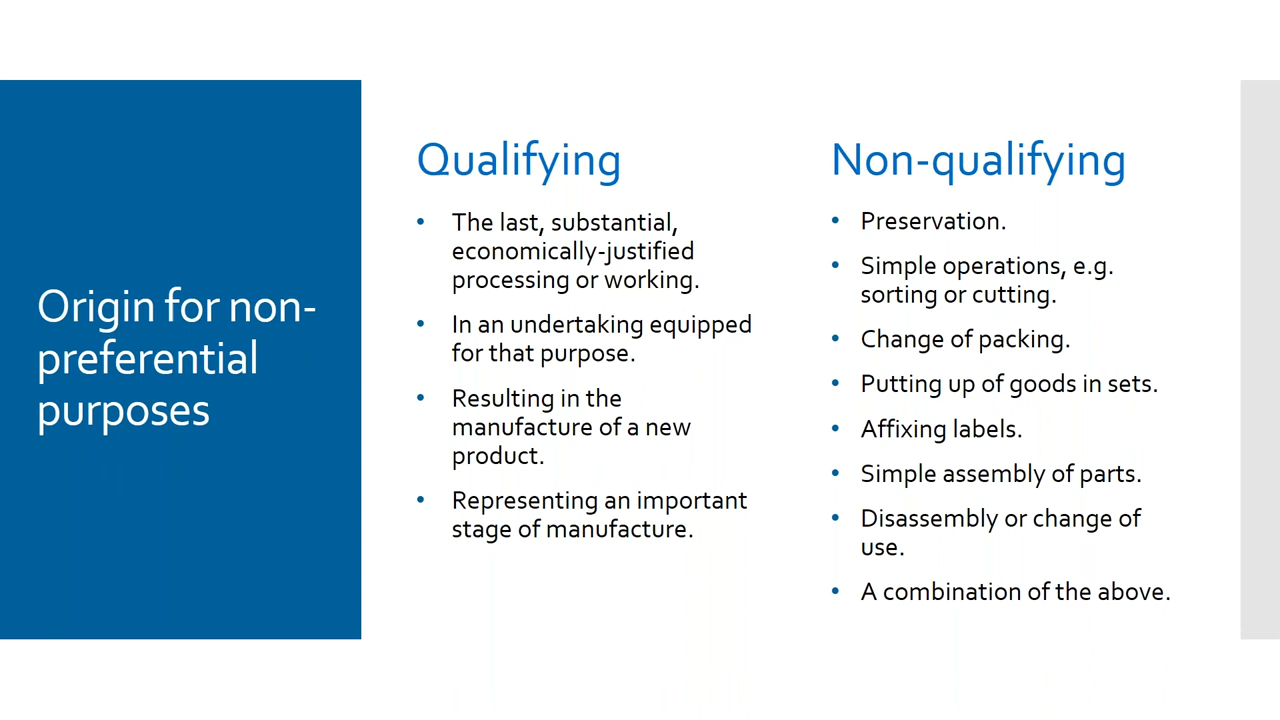 Origin for non-
preferential
purposes
Qualifying
• The last, substantial,
economically-justified
processing or working.
• In an undertaking equipped
for that purpose.
• Resulting in the
manufacture of a new
product.
• Representing an important
stage of manufacture.
Non-qualifying
• Preservation.
• Simple operations, e.g.
sorting or cutting.
• Change of packing.
• Putting up of goods in sets.
• Affixing labels.
• Simple assembly of parts.
• Disassembly or change of
use.
• A combination of the above.